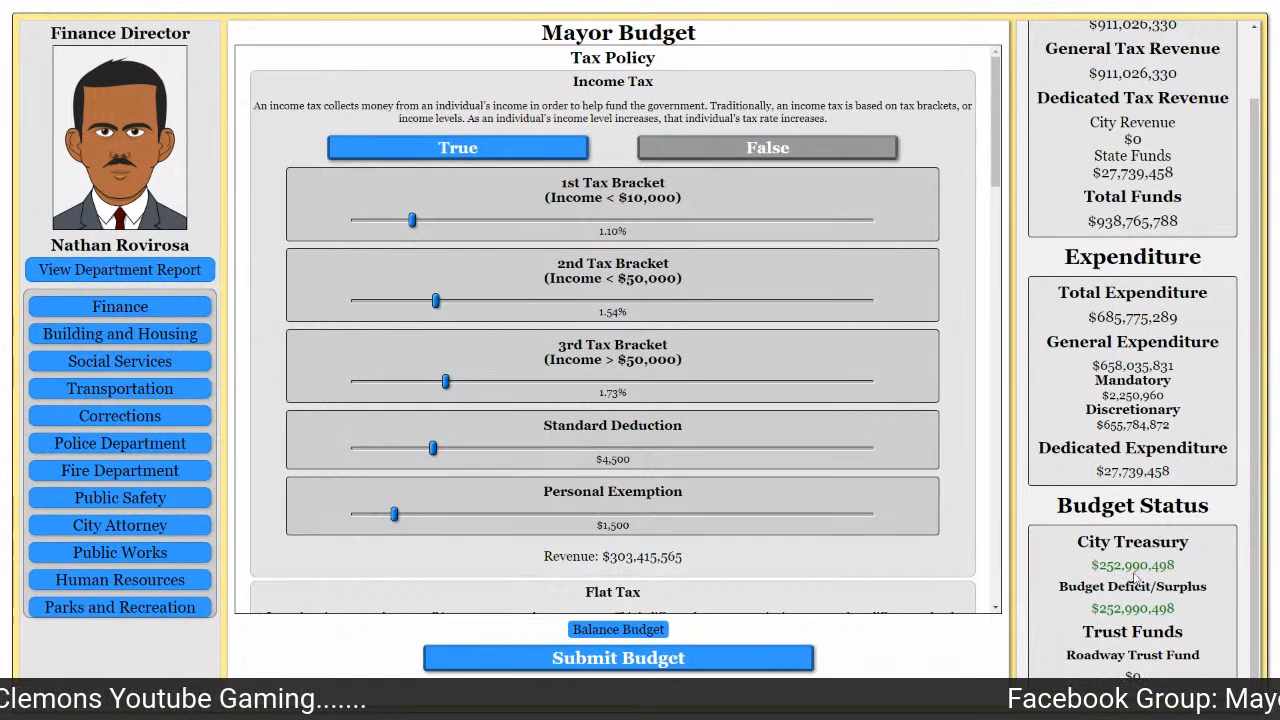 Finance Director
Nathan Rovirosa
View Department Report
Finance
Building and Housing
Social Services
Transportation
Corrections
Police Department
Fire Department
Public Safety
City Attorney
Public Works
Human Resources
Parks and Recreation
Mayor Budget
Tax Policy
Income Tax
An income tax collects money from an individual's income in order to help fund the government. Traditionally, an income tax is based on tax brackets, or
income levels. As an individual's income level increases, that individual's tax rate increases.
True
False
1st Tax Bracket
(Income < $10,000)
1.10%
2nd Tax Bracket
(Income < $50,000)
1.54%
3rd Tax Bracket
(Income > $50,000)
1.73%
Standard Deduction
$4,500
Personal Exemption
$1,500
Revenue: $303,415,565
Flat Tax
Balance Budget
Submit Budget
$911,026,330
General Tax Revenue
$911,026,330
Dedicated Tax Revenue
City Revenue
$0
State Funds
$27,739,458
Total Funds
$938,765,788
Expenditure
Total Expenditure
$685,775,289
General Expenditure
$658,035,831
Mandatory
$2,250,960
Discretionary
$655,784,872
Dedicated Expenditure
$27,739,458
Budget Status
City Treasury
$252,990,498
Budget Deficit/Surplus
$252,990,498
Trust Funds
Roadway Trust Fund
$0
Clemons Youtube Gaming.......
Facebook Group: May